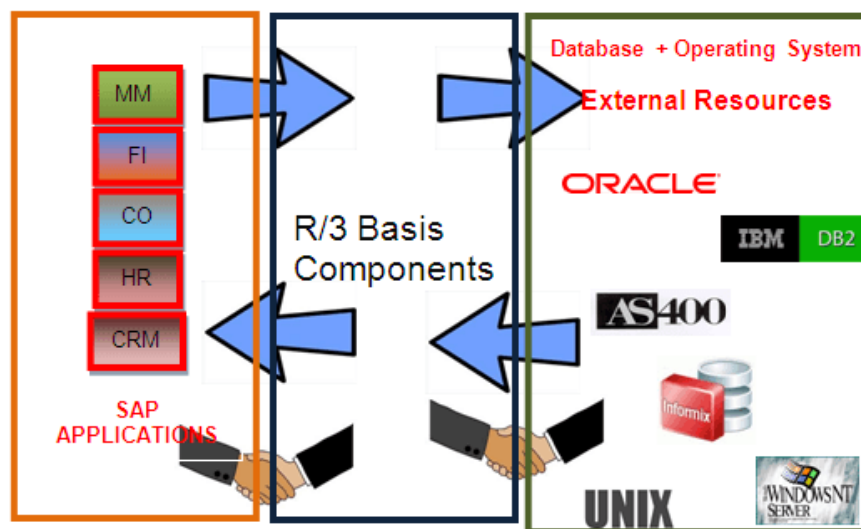 MM
FI
CO
HR
CRM
SAP
APPLICATIONS
R/3 Basis
Components
Database + Operating System
External Resources
ORACLE
IBM DB2
AS400
Informix
UNIX
WINDOWS NT
SERVER